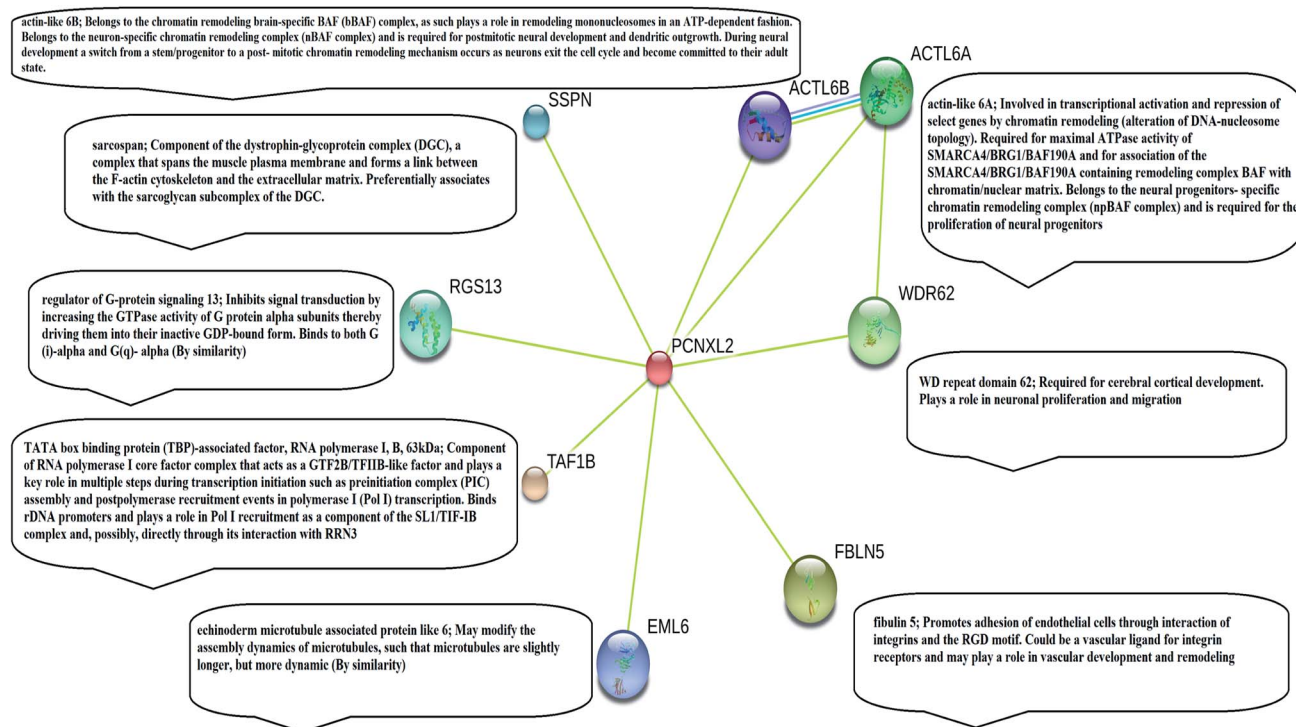 actin-like 6B; Belongs to the chromatin remodeling brain-specific BAF (bBAF) complex, as such plays a role in remodeling mononucleosomes in an ATP-dependent fashion.
Belongs to the neuron-specific chromatin remodeling complex (nBAF complex) and is required for postmitotic neural development and dendritic outgrowth. During
neural development a switch from a stem/progenitor to a post- mitotic chromatin remodeling mechanism occurs as neurons exit the cell cycle and become committed to their adult
state.
ACTL6A
ACTL6B
SSPN
actin-like 6A; Involved in transcriptional activation and repression of
select genes by chromatin remodeling (alteration of DNA-nucleosome
topology). Required for maximal ATPase activity of
SMARCA4/BRG1/BAF190A and for association of the
SMARCA4/BRG1/BAF190A containing remodeling complex BAF with
chromatin/nuclear matrix. Belongs to the neural progenitors- specific
chromatin remodeling complex (npBAF complex) and is required for the
proliferation of neural progenitors
sarcospan; Component of the dystrophin-glycoprotein complex (DGC), a
complex that spans the muscle plasma membrane and forms a link between
the F-actin cytoskeleton and the extracellular matrix. Preferentially associates
with the sarcoglycan subcomplex of the DGC.
RGS13
WDR62
regulator of G-protein signaling 13; Inhibits signal transduction by
increasing the GTPase activity of G protein alpha subunits thereby
driving them into their inactive GDP-bound form. Binds to both G
(i)-alpha and G(q)- alpha (By similarity)
PCNXL2
WD repeat domain 62; Required for cerebral cortical development.
Plays a role in neuronal proliferation and migration
TATA box binding protein (TBP)-associated factor, RNA polymerase I, B, 63kDa; Component
of RNA polymerase I core factor complex that acts as a GTF2B/TFIIB-like factor and plays a
key role in multiple steps during transcription initiation such as preinitiation complex (PIC)
assembly and postpolymerase recruitment events in polymerase I (Pol I) transcription. Binds
rDNA promoters and plays a role in Pol I recruitment as a component of the SL1/TIF-IB
complex and, possibly, directly through its interaction with RRN3
TAF1B
FBLN5
EML6
echinoderm microtubule associated protein like 6; May modify the
assembly dynamics of microtubules, such that microtubules are slightly
longer, but more dynamic (By similarity)
fibulin 5; Promotes adhesion of endothelial cells through interaction of
integrins and the RGD motif. Could be a vascular ligand for integrin
receptors and may play a role in vascular development and remodeling